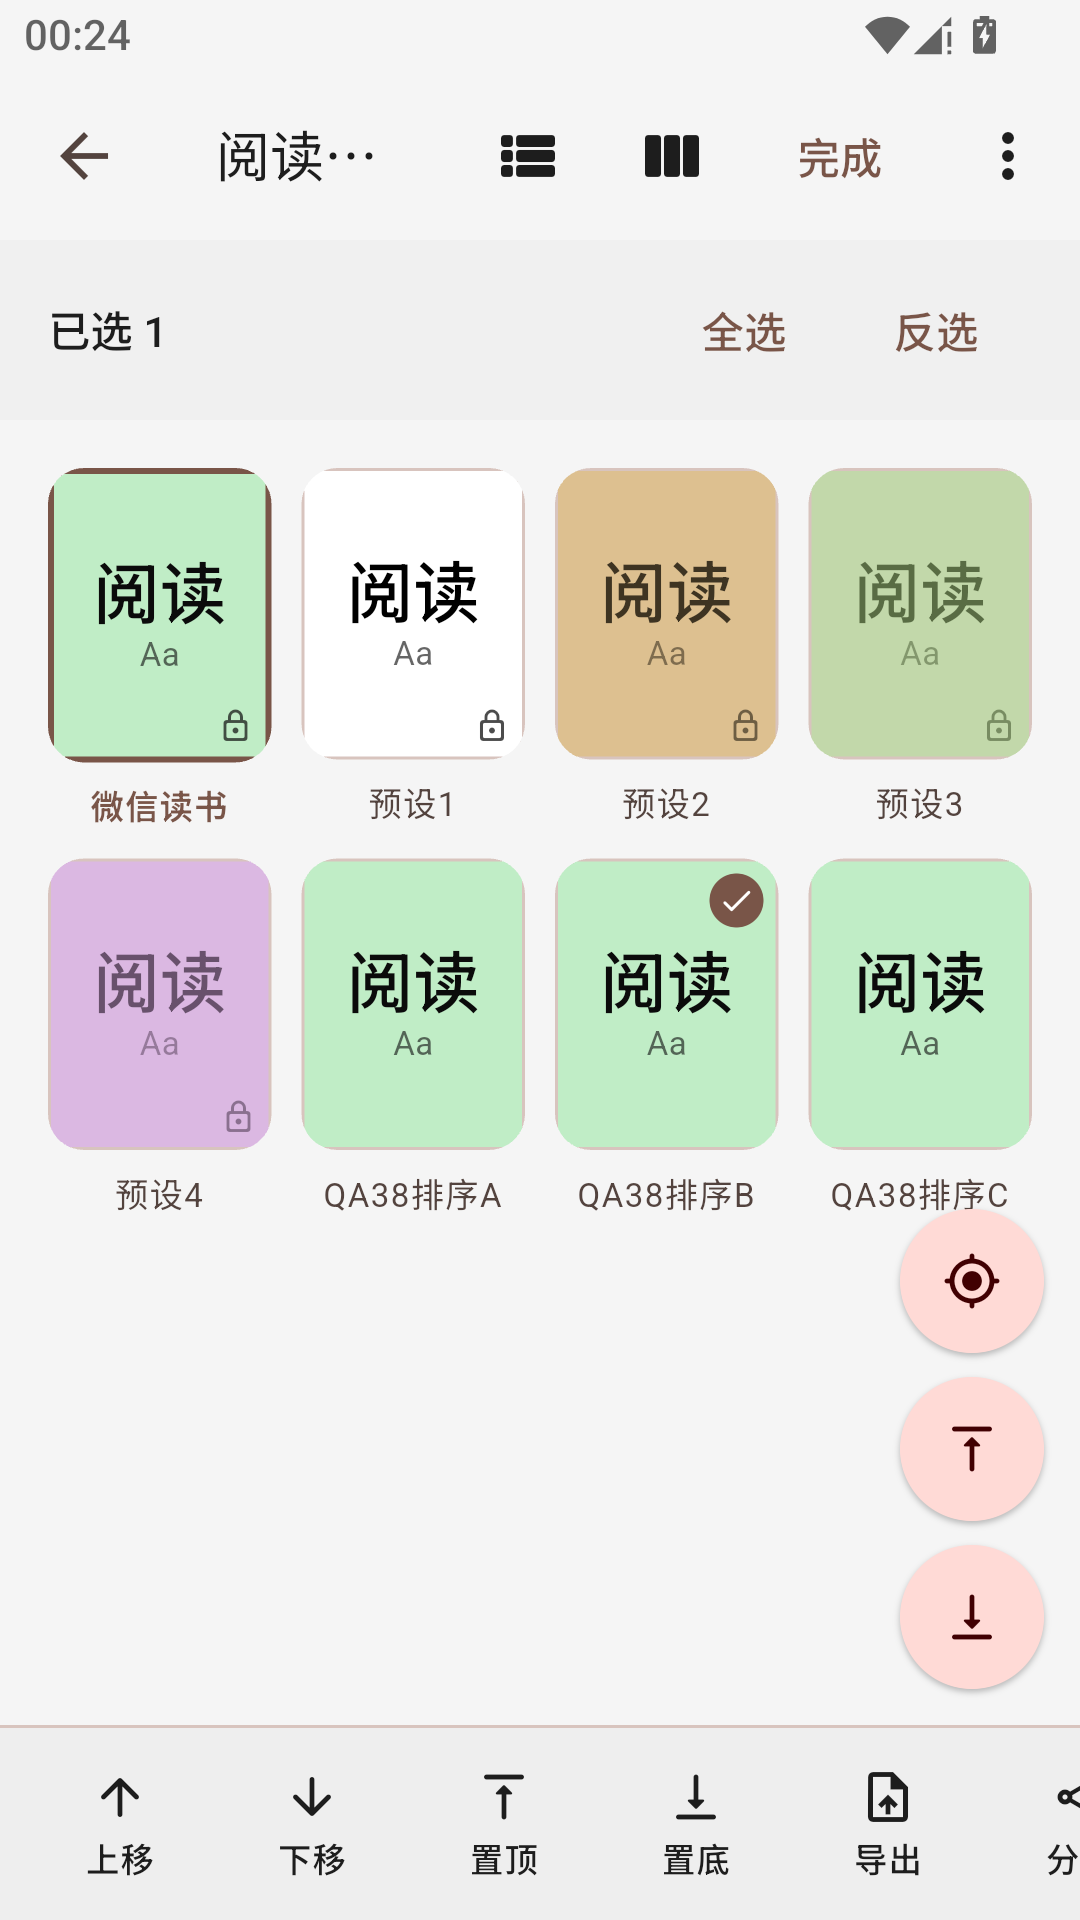 00:24
阅读… 完成
已选 1 全选 反选
阅读 阅读 阅读 阅读
Aa Aa Aa Aa
微信读书 预设1 预设2 预设3
阅读 阅读 阅读 阅读
Aa Aa Aa Aa
预设4 QA38排序A QA38排序B QA38排序C
上移 下移 置顶 置底 导出 分